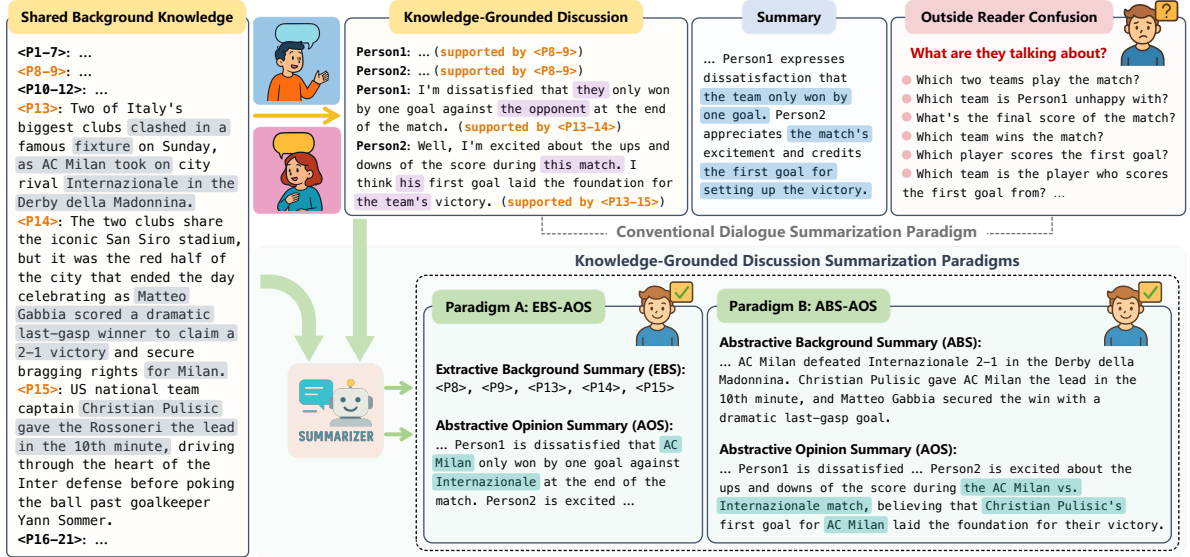 Shared Background Knowledge
<P1-7>: ...
<P8-9>: ...
<P10-12>: ...
<P13>: Two of Italy's
biggest clubs clashed in a
famous fixture on Sunday,
as AC Milan took on city
rival Internazionale in the
Derby della Madonnina.
<P14>: The two clubs share
the iconic San Siro stadium,
but it was the red half of
the city that ended the day
celebrating as Matteo
Gabbia scored a dramatic
last-gasp winner to claim a
2-1 victory and secure
bragging rights for Milan.
<P15>: US national team
captain Christian Pulisic
gave the Rossoneri the lead
in the 10th minute, driving
through the heart of the
Inter defense before poking
the ball past goalkeeper
Yann Sommer.
<P16-21>: ...
Knowledge-Grounded Discussion
Person1: ... (supported by <P8-9>)
Person2: ... (supported by <P8-9>)
Person1: I'm dissatisfied that they only won
by one goal against the opponent at the end
of the match. (supported by <P13-14>)
Person2: Well, I'm excited about the ups and
downs of the score during this match. I
think his first goal laid the foundation for
the team's victory. (supported by <P13-15>)
Summary
... Person1 expresses
dissatisfaction that
the team only won by
one goal. Person2
appreciates the match's
excitement and credits
the first goal for
setting up the victory.
Outside Reader Confusion
?
What are they talking about?
Which two teams play the match?
Which team is Person1 unhappy with?
What's the final score of the match?
Which team wins the match?
Which player scores the first goal?
Which team is the player who scores
the first goal from? ...
Conventional Dialogue Summarization Paradigm
Knowledge-Grounded Discussion Summarization Paradigms
SUMMARIZER
Paradigm A: EBS-AOS
Extractive Background Summary (EBS):
<P8>, <P9>, <P13>, <P14>, <P15>
Abstractive Opinion Summary (AOS):
... Person1 is dissatisfied that AC
Milan only won by one goal against
Internazionale at the end of the
match. Person2 is excited ...
Paradigm B: ABS-AOS
Abstractive Background Summary (ABS):
... AC Milan defeated Internazionale 2-1 in the Derby della
Madonnina. Christian Pulisic gave AC Milan the lead in the
10th minute, and Matteo Gabbia secured the win with a
dramatic last-gasp goal.
Abstractive Opinion Summary (AOS):
... Person1 is dissatisfied ... Person2 is excited about the
ups and downs of the score during the AC Milan vs.
Internazionale match, believing that Christian Pulisic's
first goal for AC Milan laid the foundation for their victory.